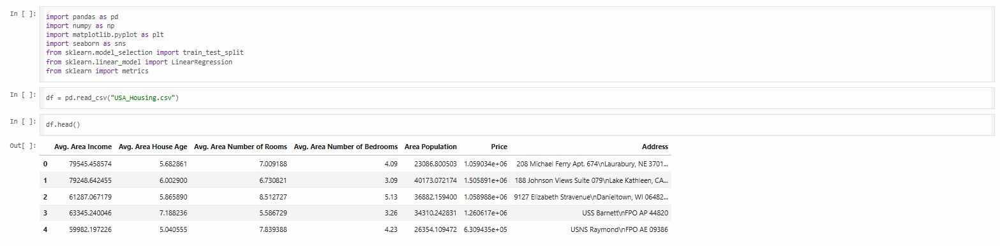 In [ ]:
import pandas as pd
import numpy as np
import matplotlib.pyplot as plt
import seaborn as sns
from sklearn.model_selection import train_test_split
from sklearn.linear_model import LinearRegression
from sklearn import metrics
In [ ]:
df = pd.read_csv("USA_Housing.csv")
In [ ]:
df.head()
Out[ ]:
Avg. Area Income Avg. Area House Age Avg. Area Number of Rooms Avg. Area Number of Bedrooms Area Population Price Address
0 79545.458574 5.682861 7.009188 4.09 23086.800503 1.059034e+06 208 Michael Ferry Apt. 674\nLaurabury, NE 3701...
1 79248.642455 6.002900 6.730821 3.09 40173.072174 1.505891e+06 188 Johnson Views Suite 079\nLake Kathleen, CA...
2 61287.067179 5.865890 8.512727 5.13 36882.159400 1.058988e+06 9127 Elizabeth Stravenue\nDanieltown, WI 06482...
3 63345.240046 7.188236 5.586729 3.26 34310.242831 1.260617e+06 USS Barnett\nFPO AP 44820
4 59982.197226 5.040555 7.839388 4.23 26354.109472 6.309435e+05 USNS Raymond\nFPO AE 09386